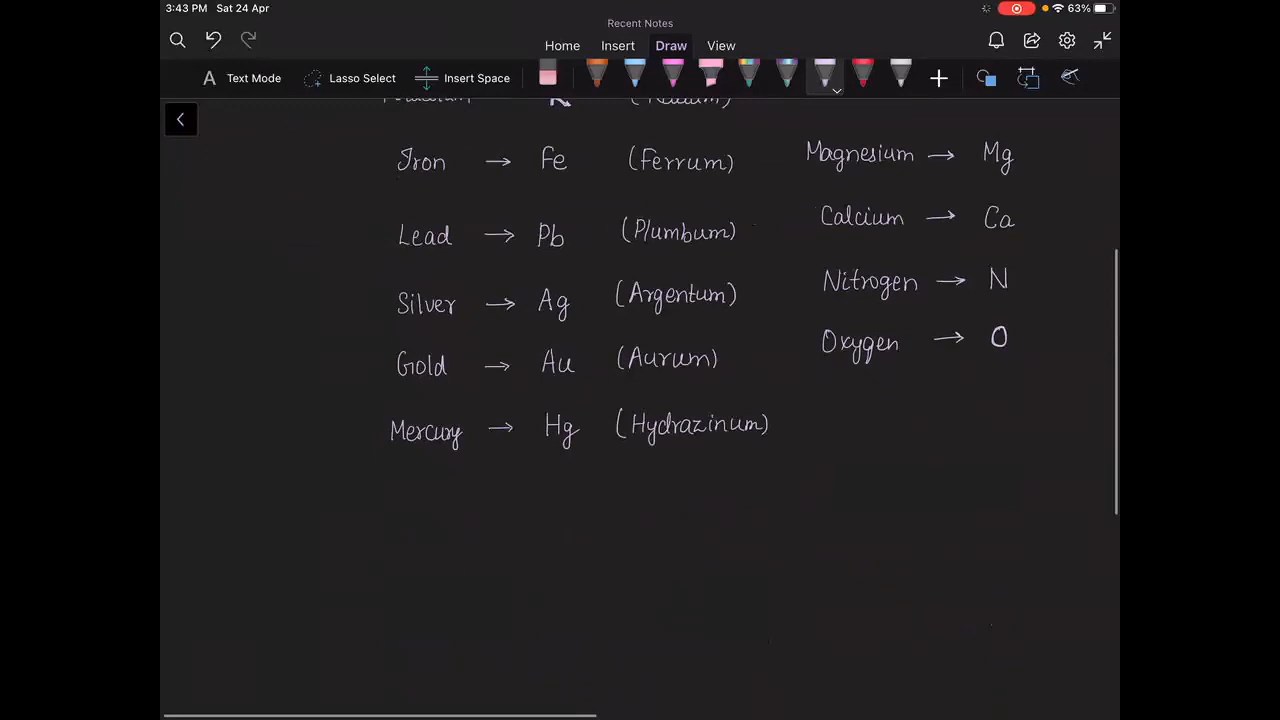 3:43 PM Sat 24 Apr
63%
Recent Notes
Home Insert Draw View
A Text Mode Lasso Select Insert Space
Iron → Fe (Ferrum)
Lead → Pb (Plumbum)
Silver → Ag (Argentum)
Gold → Au (Aurum)
Mercury → Hg (Hydrazinum)
Magnesium → Mg
Calcium → Ca
Nitrogen → N
Oxygen → O